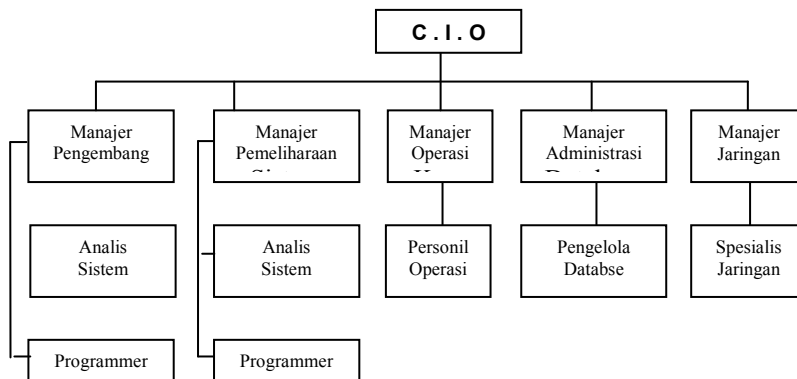 C . I . O
Manajer
Pengembang
Manajer
Pemeliharaan
Manajer
Operasi
Manajer
Administrasi
Manajer
Jaringan
Analis
Sistem
Analis
Sistem
Personil
Operasi
Pengelola
Databse
Spesialis
Jaringan
Programmer
Programmer